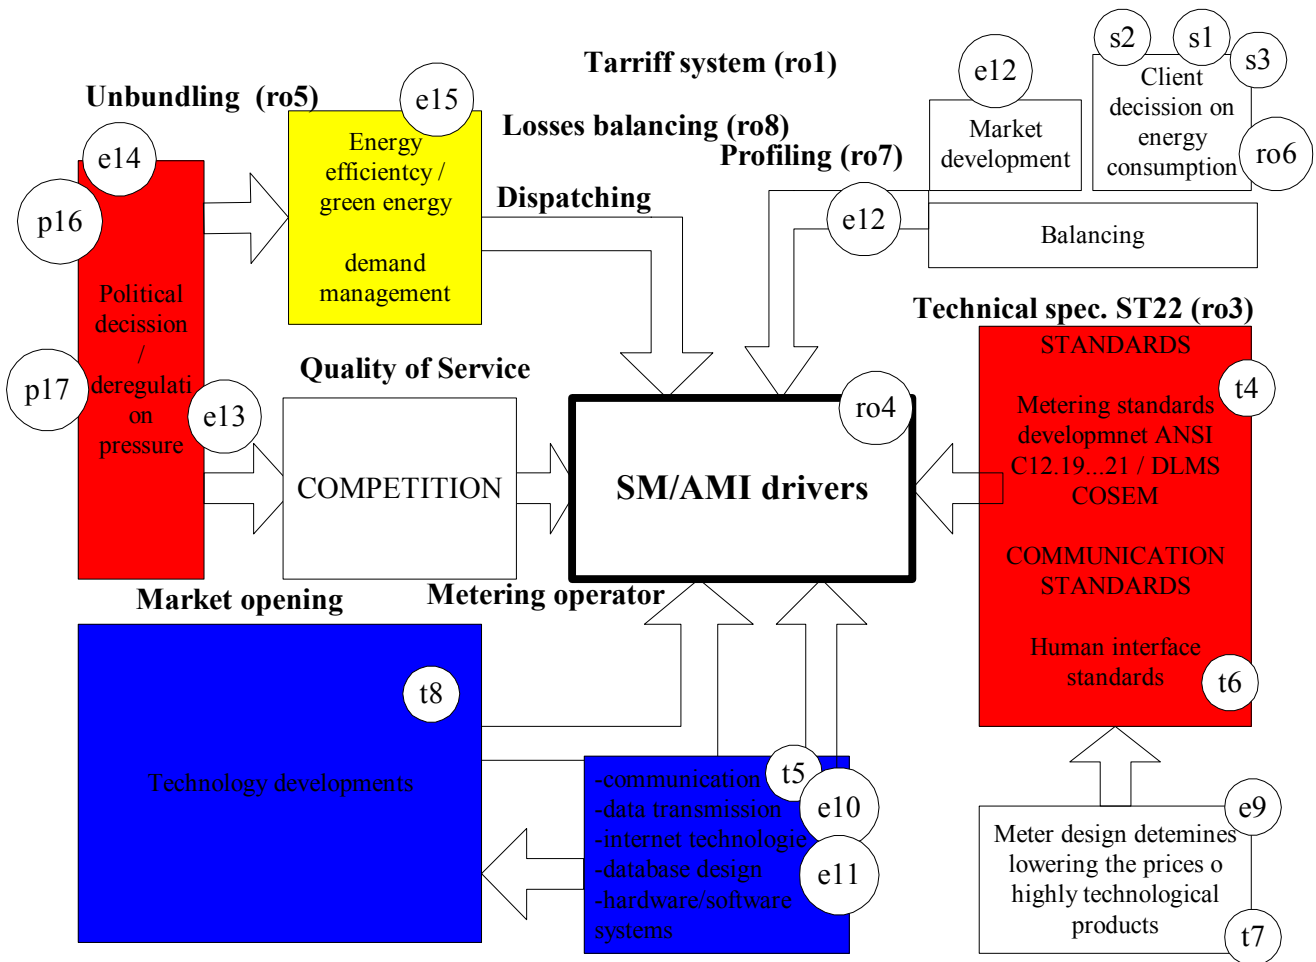 Tarriff system (ro1)
s2
s1
s3
e12
Client
decission on
energy
consumption
ro6
Market
development
Unbundling (ro5)
e15
Losses balancing (ro8)
Profiling (ro7)
e14
Energy
efficientcy /
green energy
demand
management
Dispatching
e12
Balancing
p16
p17
Political
decission
/
deregulati
on
pressure
e13
Technical spec. ST22 (ro3)
STANDARDS
t4
Metering standards
developmnet ANSI
C12.19...21 / DLMS
COSEM
COMMUNICATION
STANDARDS
Human interface
standards
t6
Quality of Service
COMPETITION
ro4
SM/AMI drivers
Market opening
Metering operator
t8
Technology developments
t5
-communication
-data transmission
-internet technologie
-database design
-hardware/software
systems
e10
e11
e9
Meter design detemines
lowering the prices o
highly technological
products
t7